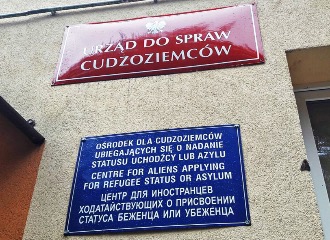 URZĄD DO SPRAW
CUDZOZIEMCÓW
OŚRODEK DLA CUDZOZIEMCÓW
UBIEGAJĄCYCH SIĘ O NADANIE
STATUSU UCHODŹCY LUB AZYLU
CENTRE FOR ALIENS APPLYING
FOR REFUGEE STATUS OR ASYLUM
ЦЕНТР ДЛЯ ИНОСТРАНЦЕВ
ХОДАТАЙСТВУЮЩИХ О ПРИСВОЕНИИ
СТАТУСА БЕЖЕНЦА ИЛИ УБЕЖЕНЦА